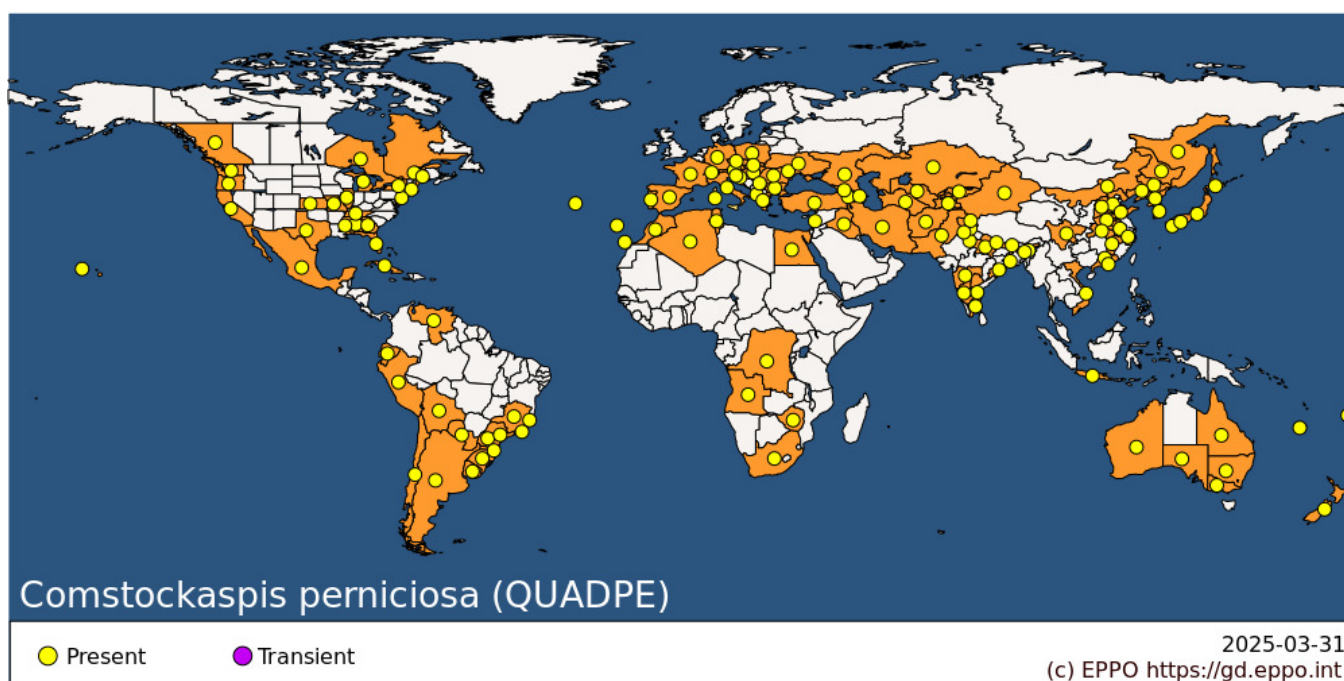 Comstockaspis perniciosa (QUADPE)
Present
Transient
2025-03-31
(c) EPPO https://gd.eppo.int